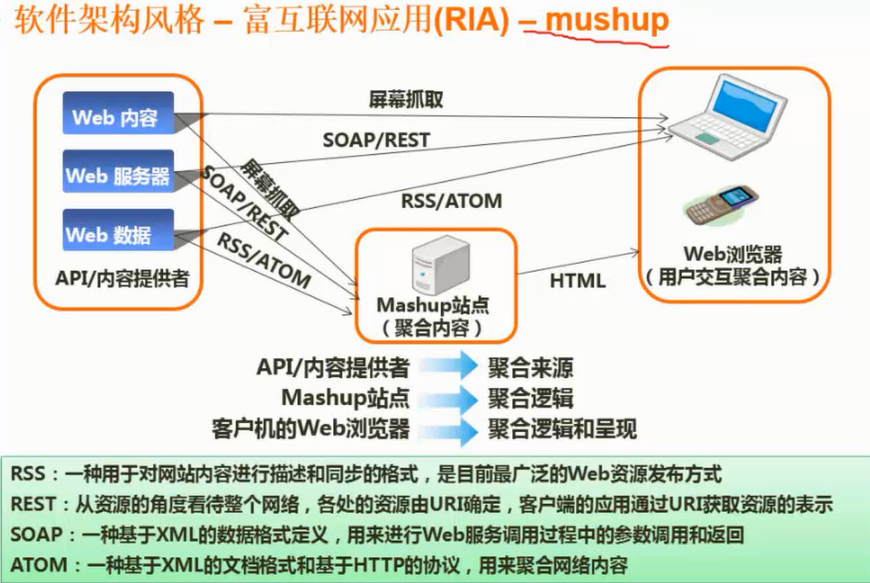 软件架构风格 – 富互联网应用(RIA) – mushup
屏幕抓取
Web 内容
SOAP/REST
Web 服务器
屏幕抓取
SOAP/REST
RSS/ATOM
Web 数据
RSS/ATOM
API/内容提供者
Web浏览器
(用户交互聚合内容)
HTML
Mashup站点
(聚合内容)
API/内容提供者 聚合来源
Mashup站点 聚合逻辑
客户机的Web浏览器 聚合逻辑和呈现
RSS：一种用于对网站内容进行描述和同步的格式，是目前最广泛的Web资源发布方式
REST：从资源的角度看待整个网络，各处的资源由URI确定，客户端的应用通过URI获取资源的表示
SOAP：一种基于XML的数据格式定义，用来进行Web服务调用过程中的参数调用和返回
ATOM：一种基于XML的文档格式和基于HTTP的协议，用来聚合网络内容